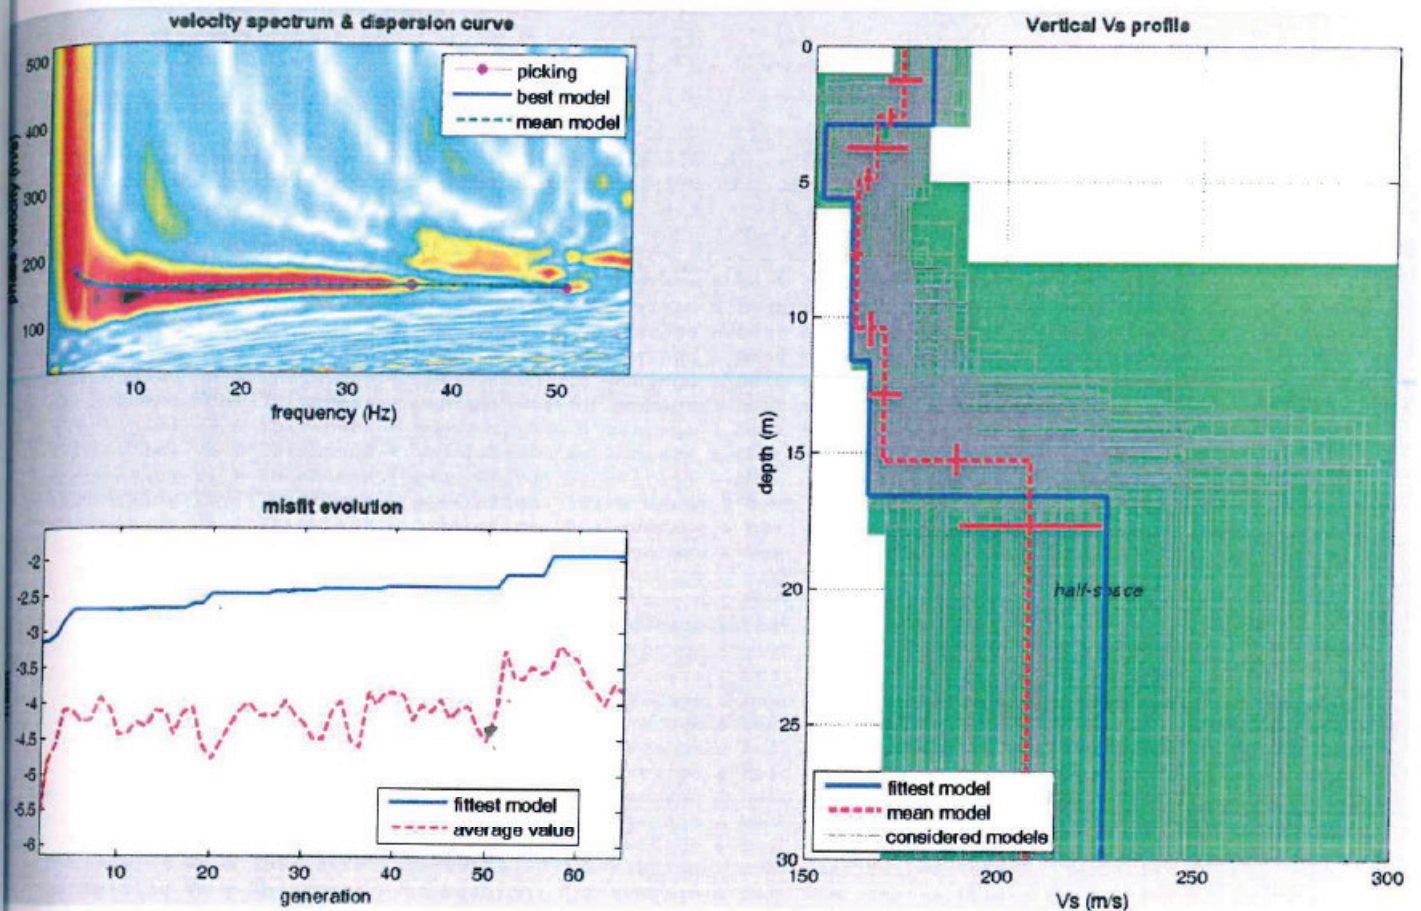 velocity spectrum & dispersion curve
500
400
300
200
100
10 20 30 40 50
frequency (Hz)
picking
best model
mean model
misfit evolution
-2
-2.5
-3
-3.5
-4
-4.5
-5
-5.5
-6
10 20 30 40 50 60
generation
fittest model
average value
Vertical Vs profile
0
5
10
15
20
25
30
depth (m)
half-space
fittest model
mean model
considered models
150 200 250 300
Vs (m/s)